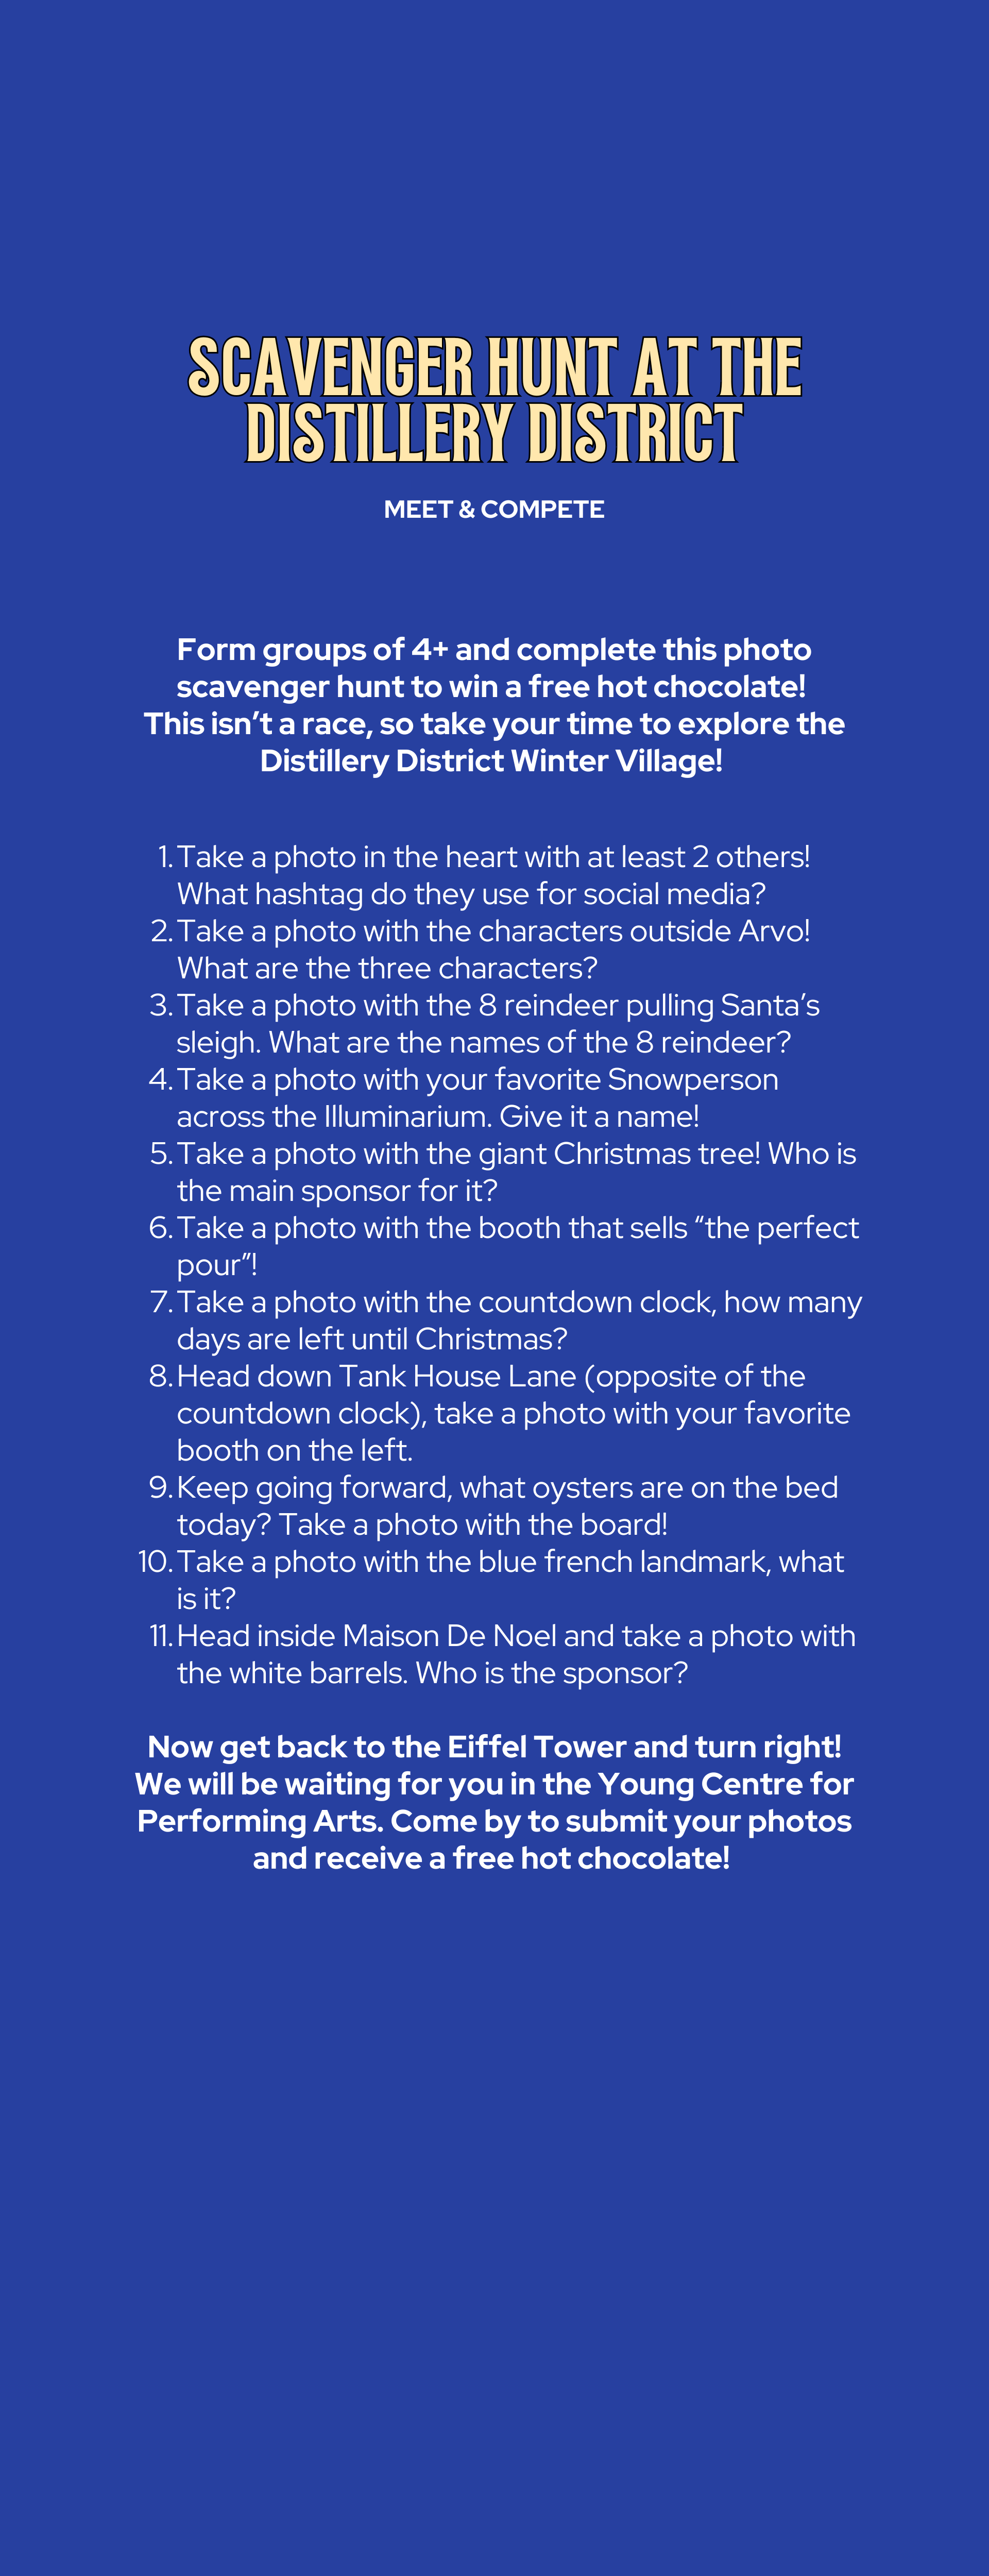 SCAVENGER HUNT AT THE
DISTILLERY DISTRICT
MEET & COMPETE
Form groups of 4+ and complete this photo
scavenger hunt to win a free hot chocolate!
This isn’t a race, so take your time to explore the
Distillery District Winter Village!
1. Take a photo in the heart with at least 2 others!
What hashtag do they use for social media?
2. Take a photo with the characters outside Arvo!
What are the three characters?
3. Take a photo with the 8 reindeer pulling Santa’s
sleigh. What are the names of the 8 reindeer?
4. Take a photo with your favorite Snowperson
across the Illuminarium. Give it a name!
5. Take a photo with the giant Christmas tree! Who is
the main sponsor for it?
6. Take a photo with the booth that sells “the perfect
pour”!
7. Take a photo with the countdown clock, how many
days are left until Christmas?
8. Head down Tank House Lane (opposite of the
countdown clock), take a photo with your favorite
booth on the left.
9. Keep going forward, what oysters are on the bed
today? Take a photo with the board!
10. Take a photo with the blue french landmark, what
is it?
11. Head inside Maison De Noel and take a photo with
the white barrels. Who is the sponsor?
Now get back to the Eiffel Tower and turn right!
We will be waiting for you in the Young Centre for
Performing Arts. Come by to submit your photos
and receive a free hot chocolate!